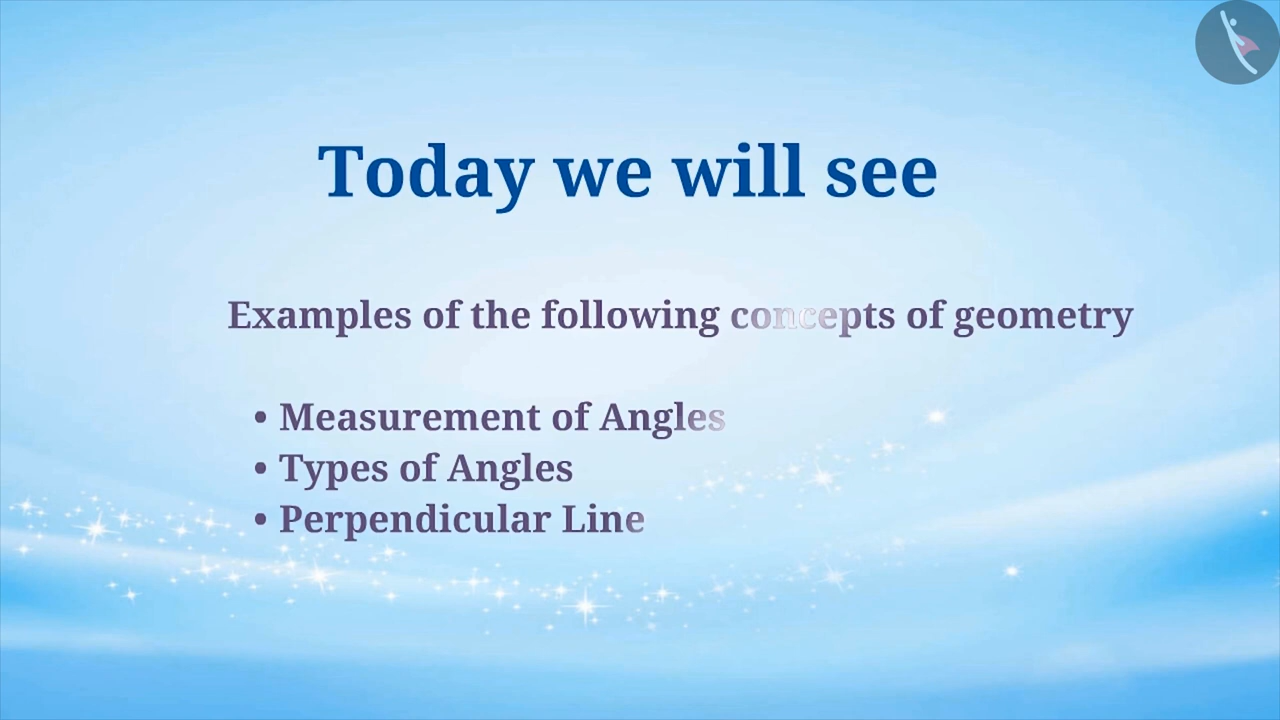 Today we will see
Examples of the following concepts of geometry
• Measurement of Angles
• Types of Angles
• Perpendicular Line